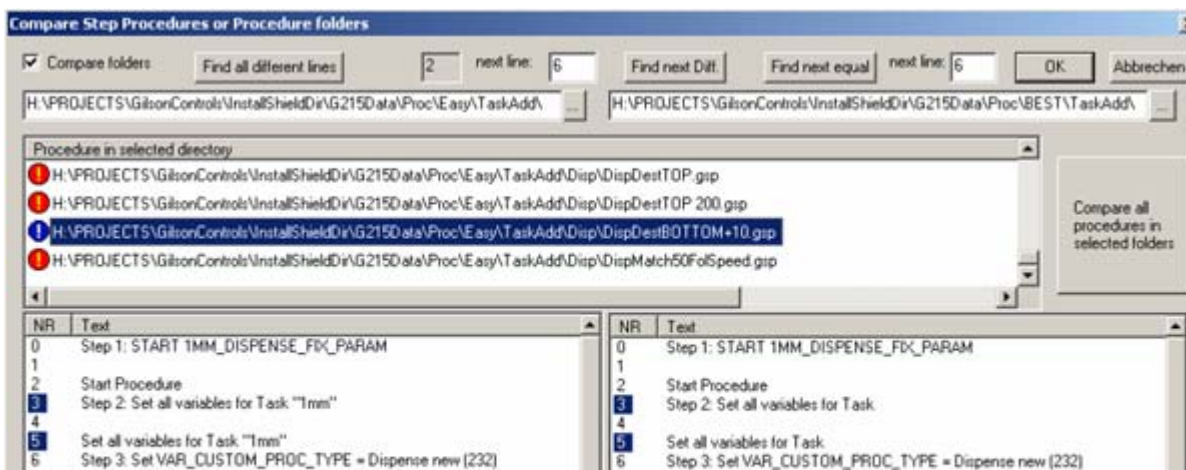 Compare Step Procedures or Procedure folders
Compare folders Find all different lines 2 next line: 6 Find next Diff. Find next equal next line: 6 OK Abbrechen
H:\PROJECTS\GilsonControls\InstallShieldDir\G215Data\Proc\Easy\TaskAdd\ ... H:\PROJECTS\GilsonControls\InstallShieldDir\G215Data\Proc\BEST\TaskAdd\ ...
Procedure in selected directory
H:\PROJECTS\GilsonControls\InstallShieldDir\G215Data\Proc\Easy\TaskAdd\Disp\DispDestTOP.gsp
H:\PROJECTS\GilsonControls\InstallShieldDir\G215Data\Proc\Easy\TaskAdd\Disp\DispDestTOP 200.gsp
H:\PROJECTS\GilsonControls\InstallShieldDir\G215Data\Proc\Easy\TaskAdd\Disp\DispDestBOTTOM+10.gsp
H:\PROJECTS\GilsonControls\InstallShieldDir\G215Data\Proc\Easy\TaskAdd\Disp\DispMatch50FolSpeed.gsp
Compare all
procedures in
selected folders
NR Text
0 Step 1: START 1MM_DISPENSE_FIX_PARAM
1
2 Start Procedure
3 Step 2: Set all variables for Task ""1mm"
4
5 Set all variables for Task ""1mm"
6 Step 3: Set VAR_CUSTOM_PROC_TYPE = Dispense new (232)
NR Text
0 Step 1: START 1MM_DISPENSE_FIX_PARAM
1
2 Start Procedure
3 Step 2: Set all variables for Task
4
5 Set all variables for Task
6 Step 3: Set VAR_CUSTOM_PROC_TYPE = Dispense new (232)